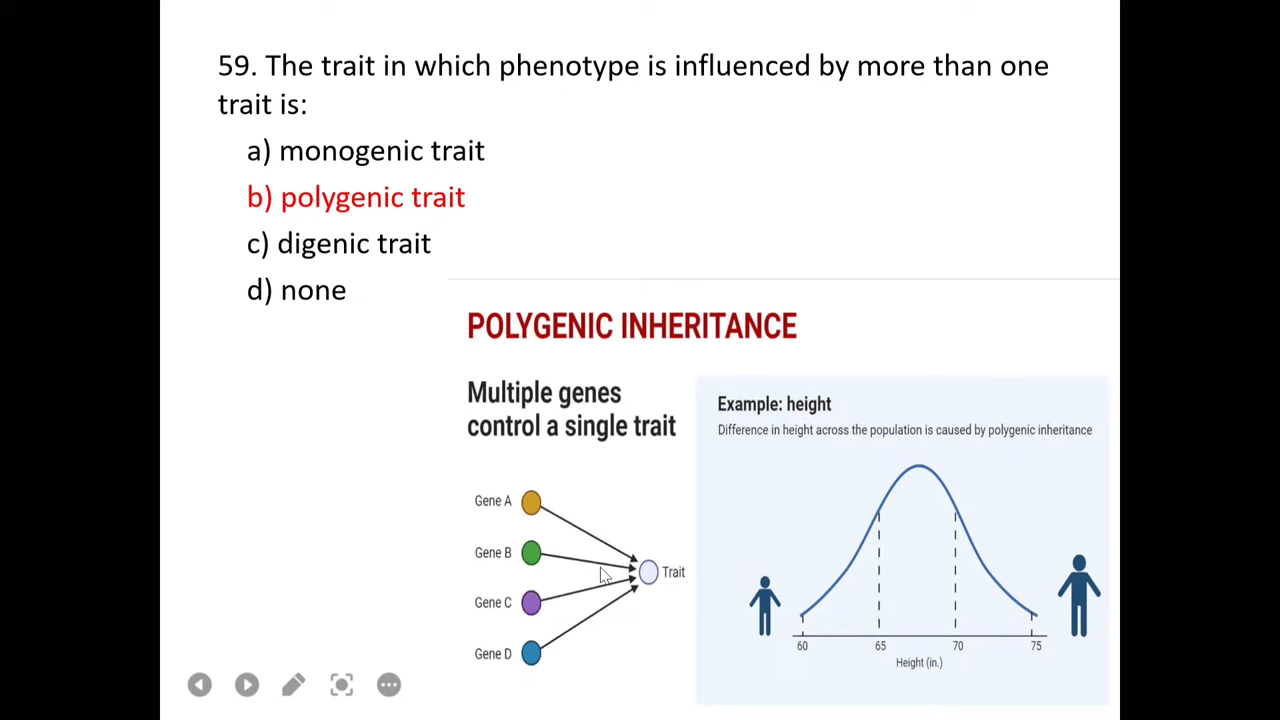 59. The trait in which phenotype is influenced by more than one
trait is:
a) monogenic trait
b) polygenic trait
c) digenic trait
d) none
POLYGENIC INHERITANCE
Multiple genes
control a single trait
Gene A
Gene B
Gene C
Gene D
Trait
Example: height
Difference in height across the population is caused by polygenic inheritance
60 65 70 75
Height (in.)